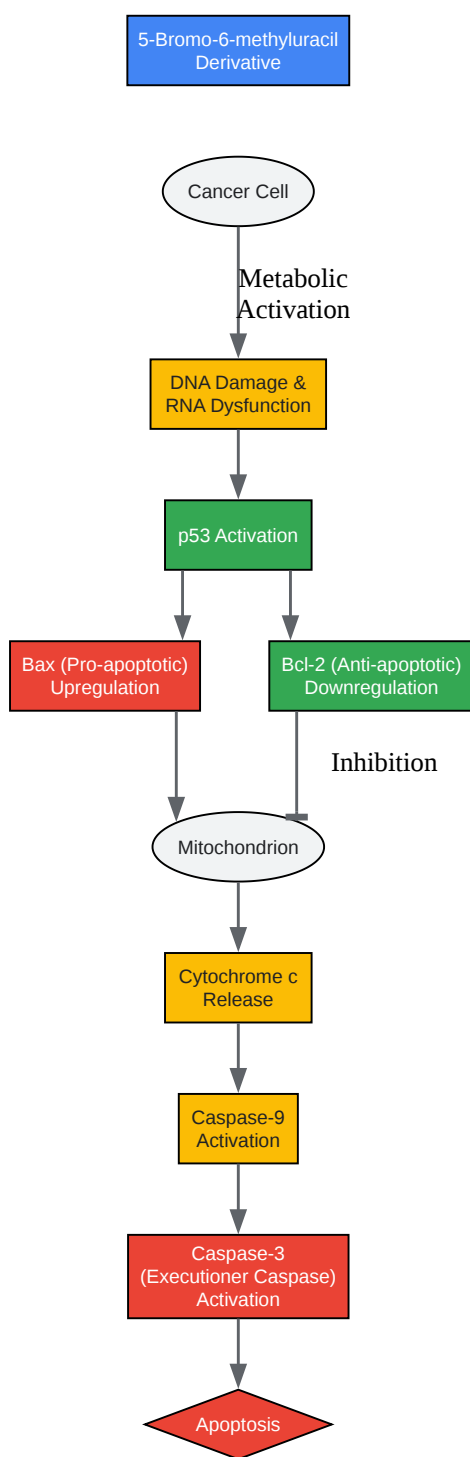 5-Bromo-6-methyluracil
Derivative
Cancer Cell
Metabolic
Activation
DNA Damage &
RNA Dysfunction
p53 Activation
Bax (Pro-apoptotic)
Upregulation
Bcl-2 (Anti-apoptotic)
Downregulation
Inhibition
Mitochondrion
Cytochrome c
Release
Caspase-9
Activation
Caspase-3
(Executioner Caspase)
Activation
Apoptosis